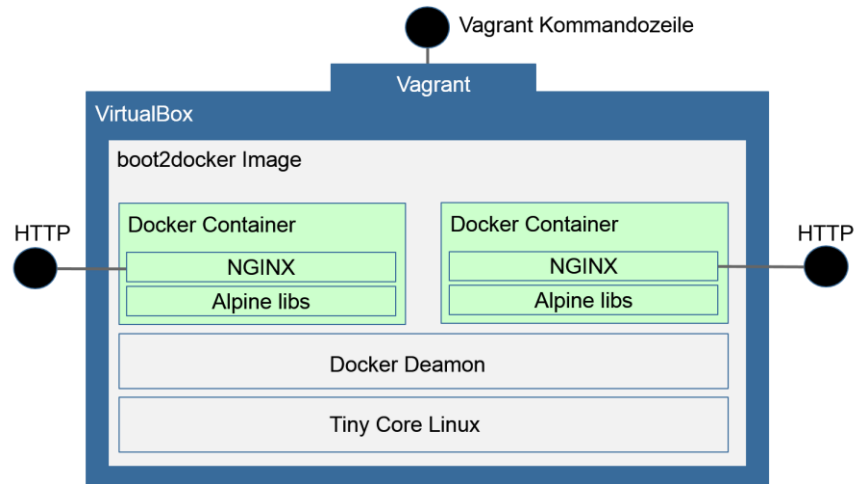 Vagrant Kommandozeile
Vagrant
VirtualBox
boot2docker Image
HTTP
Docker Container
NGINX
Alpine libs
Docker Container
NGINX
Alpine libs
HTTP
Docker Deamon
Tiny Core Linux